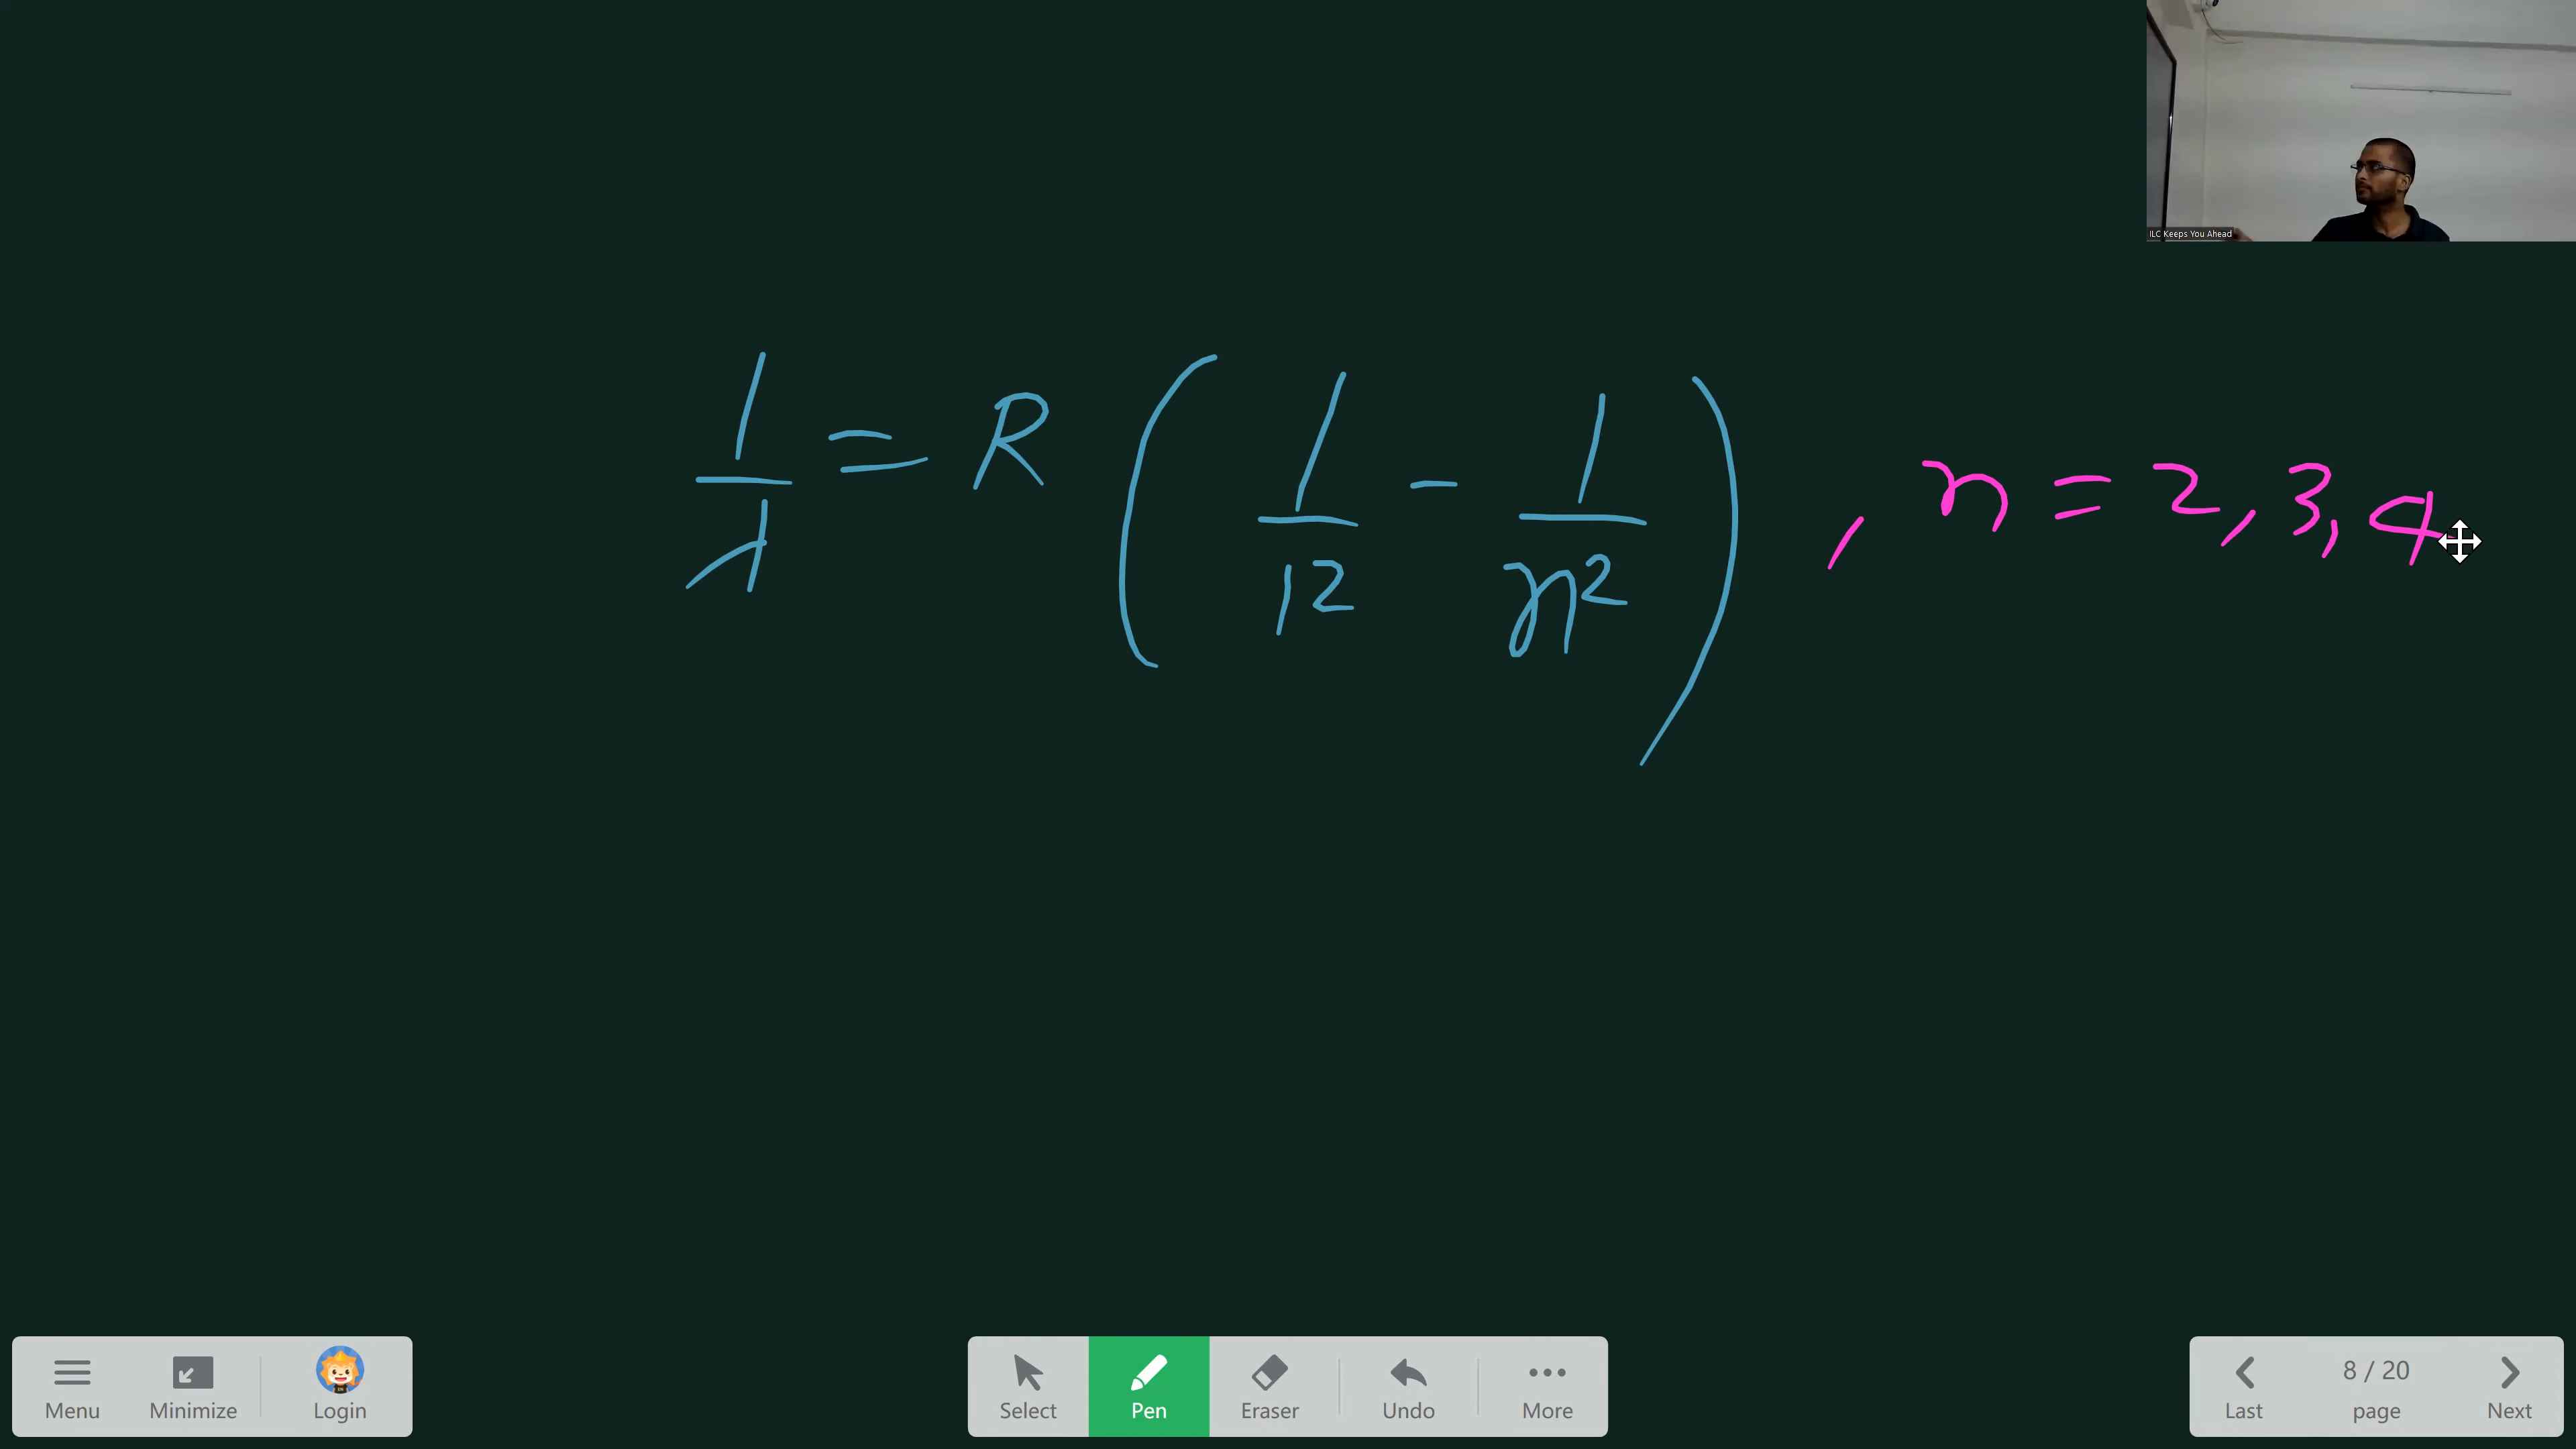 ILC Keeps You Ahead
1/λ = R ( 1/1² - 1/n² ) , n = 2, 3, 4
Menu Minimize Login Select Pen Eraser Undo More Last 8 / 20 page Next